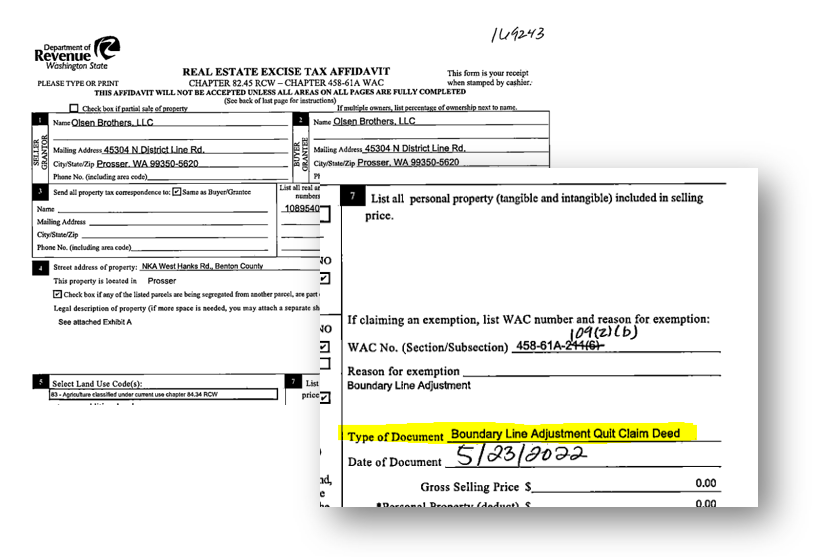 169243
Department of
Revenue
Washington State
PLEASE TYPE OR PRINT
REAL ESTATE EXCISE TAX AFFIDAVIT
CHAPTER 82.45 RCW – CHAPTER 458-61A WAC
This form is your receipt
when stamped by cashier.
THIS AFFIDAVIT WILL NOT BE ACCEPTED UNLESS ALL AREAS ON ALL PAGES ARE FULLY COMPLETED
(See back of last page for instructions)
Check box if partial sale of property
If multiple owners, list percentage of ownership next to name.
1 Name Olsen Brothers, LLC
SELLER
GRANTOR
Mailing Address 45304 N District Line Rd.
City/State/Zip Prosser, WA 99350-5620
Phone No. (including area code)
2 Name Olsen Brothers, LLC
BUYER
GRANTEE
Mailing Address 45304 N District Line Rd.
City/State/Zip Prosser, WA 99350-5620
3 Send all property tax correspondence to: Same as Buyer/Grantee
Name
Mailing Address
City/State/Zip
Phone No. (including area code)
List all real
numbers
1089540
4 Street address of property: NKA West Hanks Rd., Benton County
This property is located in Prosser
Check box if any of the listed parcels are being segregated from another parcel, are part
Legal description of property (if more space is needed, you may attach a separate
See attached Exhibit A
5 Select Land Use Code(s):
83 - Agriculture classified under current use chapter 84.34 RCW
7 List
price
7 List all personal property (tangible and intangible) included in selling
price.
NO
NO
If claiming an exemption, list WAC number and reason for exemption:
109(2)(b)
WAC No. (Section/Subsection) 458-61A-211(6)
Reason for exemption
Boundary Line Adjustment
Type of Document Boundary Line Adjustment Quit Claim Deed
Date of Document 5/23/2022
Gross Selling Price $ 0.00
*Personal Property (deduct) $ 0.00